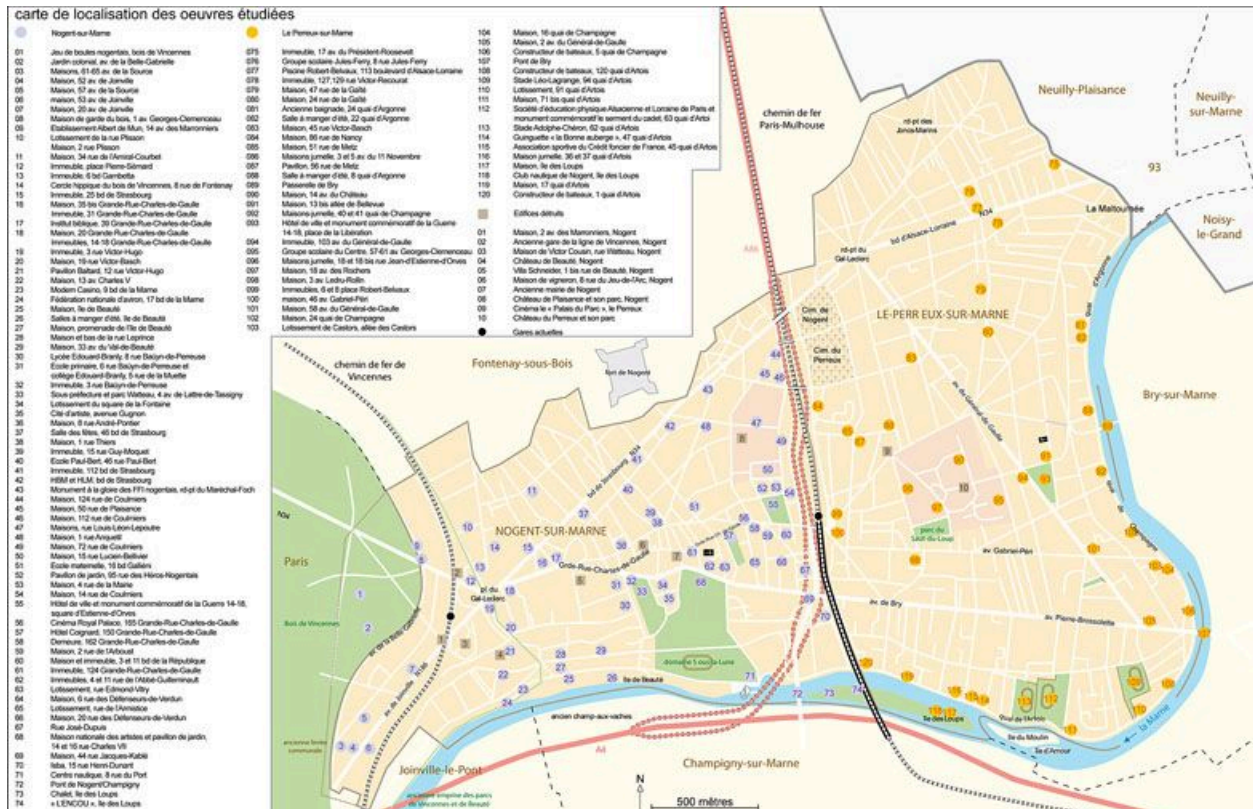 carte de localisation des oeuvres étudiées
Nogent-sur-Marne
01 Jeu de boules nogentais, bois de Vincennes
02 Jardin colonial, av. de la Belle-Gabrielle
03 Maisons, 61-65 av. de la Source
04 Maison, 52 av. de Joinville
05 Maison, 57 av. de la Source
06 maison, 53 av. de Joinville
07 Maison, 20 av. de Joinville
08 Maison de garde du bois, 1 av. Georges-Clemenceau
09 Etablissement Albert de Mun, 14 av. des Marronniers
10 Lotissement de la rue Plisson
Maison, 2 rue Plisson
11 Maison, 34 rue de l'Amiral-Courbet
12 Immeuble, place Pierre-Sémard
13 Immeuble, 6 bd Gambetta
14 Cercle hippique du bois de Vincennes, 8 rue de Fontenay
15 Immeuble, 25 bd de Strasbourg
16 Maison, 35 bis Grande-Rue-Charles-de-Gaulle
Immeuble, 31 Grande-Rue-Charles-de-Gaulle
17 Institut biblique, 39 Grande-Rue-Charles-de-Gaulle
18 Maison, 20 Grande-Rue-Charles-de-Gaulle
Immeubles, 14-18 Grande-Rue-Charles-de-Gaulle
19 Immeuble, 3 rue Victor-Hugo
20 Maison, 19 rue Victor-Basch
21 Pavillon Baltard, 12 rue Victor-Hugo
22 Maison, 13 av. Charles V
23 Modern Casino, 9 bd de la Marne
24 Fédération nationale d'aviron, 17 bd de la Marne
25 Maison, île de Beauté
26 Salles à manger d'été, île de Beauté
27 Maison, promenade de l'île de Beauté
28 Maison et bas de la rue Leprince
29 Maison, 33 av. du Val-de-Beauté
30 Lycée Edouard-Branly, 8 rue Baüyn-de-Perreuse
31 Ecole primaire, 6 rue Baüyn-de-Perreuse et
collège Edouard-Branly, 5 rue de la Muette
32 Immeuble, 3 rue Baüyn-de-Perreuse
33 Sous-préfecture et parc Watteau, 4 av. de Lattre-de-Tassigny
34 Lotissement du square de la Fontaine
35 Cité d'artiste, avenue Gugnon
36 Maison, 8 rue André-Pontier
37 Salle des fêtes, 46 bd de Strasbourg
38 Maison, 1 rue Thiers
39 Immeuble, 15 rue Guy-Moquet
40 Ecole Paul-Bert, 46 rue Paul-Bert
41 Immeuble, 112 bd de Strasbourg
42 HBM et HLM, bd de Strasbourg
43 Monument à la gloire des FFI nogentais, rd-pt du Maréchal-Foch
44 Maison, 124 rue de Coulmiers
45 Maison, 50 rue de Plaisance
46 Maison, 112 rue de Coulmiers
47 Maisons, rue Louis-Léon-Lepoutre
48 Maison, 1 rue Anquetil
49 Maison, 72 rue de Coulmiers
50 Maison, 15 rue Lucien-Bellivier
51 Ecole maternelle, 16 bd Galliéni
52 Pavillon de jardin, 95 rue des Héros-Nogentais
53 Maison, 4 rue de la Mairie
54 Maison, 14 rue de Coulmiers
55 Hôtel de ville et monument commémoratif de la Guerre 14-18,
square d'Estienne-d'Orves
56 Cinéma Royal Palace, 165 Grande-Rue-Charles-de-Gaulle
57 Hôtel Coignard, 150 Grande-Rue-Charles-de-Gaulle
58 Demeure, 162 Grande-Rue-Charles-de-Gaulle
59 Maison, 2 rue de l'Arboust
60 Maison et immeuble, 3 et 11 bd de la République
61 Immeuble, 124 Grande-Rue-Charles-de-Gaulle
62 Immeubles, 4 et 11 rue de l'Abbé-Guilleminault
63 Lotissement, rue Edmond-Vitry
64 Maison, 6 rue des Défenseurs-de-Verdun
65 Lotissement, rue de l'Armistice
66 Maison, 20 rue des Défenseurs-de-Verdun
67 Rue José-Dupuis
68 Maison nationale des artistes et pavillon de jardin,
14 et 16 rue Charles VII
69 Maison, 44 rue Jacques-Kablé
70 Isba, 15 rue Henri-Dunant
71 Centre nautique, 8 rue du Port
72 Pont de Nogent/Champigny
73 Chalet, île des Loups
74 « L'ENCOU », île des Loups
Le Perreux-sur-Marne
075 Immeuble, 17 av. du Président-Roosevelt
076 Groupe scolaire Jules-Ferry, 8 rue Jules-Ferry
077 Piscine Robert-Belvaux, 113 boulevard d'Alsace-Lorraine
078 Immeuble, 127,129 rue Victor-Recourat
079 Maison, 47 rue de la Gaîté
080 Maison, 24 rue de la Gaîté
081 Ancienne baignade, 24 quai d'Argonne
082 Salle à manger d'été, 22 quai d'Argonne
083 Maison, 45 rue Victor-Basch
084 Maison, 86 rue de Nancy
085 Maison, 51 rue de Metz
086 Maisons jumelle, 3 et 5 av. du 11 Novembre
087 Pavillon, 56 rue de Metz
088 Salle à manger d'été, 8 quai d'Argonne
089 Passerelle de Bry
090 Maison, 14 av. du Château
091 Maison, 13 bis allée de Bellevue
092 Maisons jumelle, 40 et 41 quai de Champagne
093 Hôtel de ville et monument commémoratif de la Guerre
14-18, place de la Libération
094 Immeuble, 103 av. du Général-de-Gaulle
095 Groupe scolaire du Centre, 57-61 av. Georges-Clemenceau
096 Maisons jumelle, 16 et 18 bis rue Jean-d'Estienne-d'Orves
097 Maison, 18 av. des Rochers
098 Maison, 3 av. Ledru-Rollin
099 Immeubles, 6 et 8 place Robert-Belvaux
100 maison, 46 av. Gabriel-Péri
101 Maison, 58 av. du Général-de-Gaulle
102 Maison, 24 quai de Champagne
103 Lotissement de Castors, allée des Castors
104 Maison, 16 quai de Champagne
105 Maison, 2 av. du Général-de-Gaulle
106 Constructeur de bateaux, 5 quai de Champagne
107 Pont de Bry
108 Constructeur de bateaux, 120 quai d'Artois
109 Stade Léo-Lagrange, 94 quai d'Artois
110 Lotissement, 91 quai d'Artois
111 Maison, 71 bis quai d'Artois
112 Société d'éducation physique Alsacienne et Lorraine de Paris et
monument commémoratif le serment du cadet, 63 quai d'Artois
113 Stade Adolphe-Chéron, 62 quai d'Artois
114 Guinguette « la Bonne auberge », 47 quai d'Artois
115 Association sportive du Crédit foncier de France, 45 quai d'Artois
116 Maison jumelle, 36 et 37 quai d'Artois
117 Maison, île des Loups
118 Club nautique de Nogent, île des Loups
119 Maison, 17 quai d'Artois
120 Constructeur de bateaux, 1 quai d'Artois
Edifices détruits
01 Maison, 2 av. des Marronniers, Nogent
02 Ancienne gare de la ligne de Vincennes, Nogent
03 Maison de Victor Cousin, rue Watteau, Nogent
04 Château de Beauté, Nogent
05 Villa Schneider, 1 bis rue de Beauté, Nogent
06 Maison de vigneron, 8 rue du Jeu-de-l'Arc, Nogent
07 Ancienne mairie de Nogent
08 Château de Plaisance et son parc, Nogent
09 Cinéma le « Palais du Parc », le Perreux
10 Château du Perreux et son parc
Gares actuelles
chemin de fer
Paris-Mulhouse
Neuilly-Plaisance
Neuilly-
sur-Marne
93
Noisy-
le-Grand
rd-pt des
Joncs-Marins
La Maltournée
N34
bd d'Alsace-Lorraine
rd-pt du
Gal-Leclerc
A86
quai d'Argonne
Cim. de
Nogent
Cim. du
Perreux
LE-PERR EUX-SUR-MARNE
Bry-sur-Marne
av. du Général-de-Gaulle
chemin de fer de
Vincennes
Fontenay-sous-Bois
fort de Nogent
bd de Strasbourg N34
NOGENT-SUR-MARNE
Grde-Rue-Charles-de-Gaulle
N34
Paris
Bois de Vincennes
pl du
Gal-Leclerc
av. de la Belle Gabrielle
av. de Joinville N186
parc du
Saut-du-Loup
av. Gabriel-Péri
quai de Champagne
av. de Bry
av. Pierre-Brossolette
domaine Sous-la-Lune
île de Beauté
ancien champ-aux-vaches
ancienne ferme
communale
A4
Joinville-le-Pont
ancienne emprise des parcs
de Vincennes et de Beauté
Champigny-sur-Marne
île des Loups
quai de l'Artois
île du Moulin
île d'Amour
la Marne
N
500 mètres